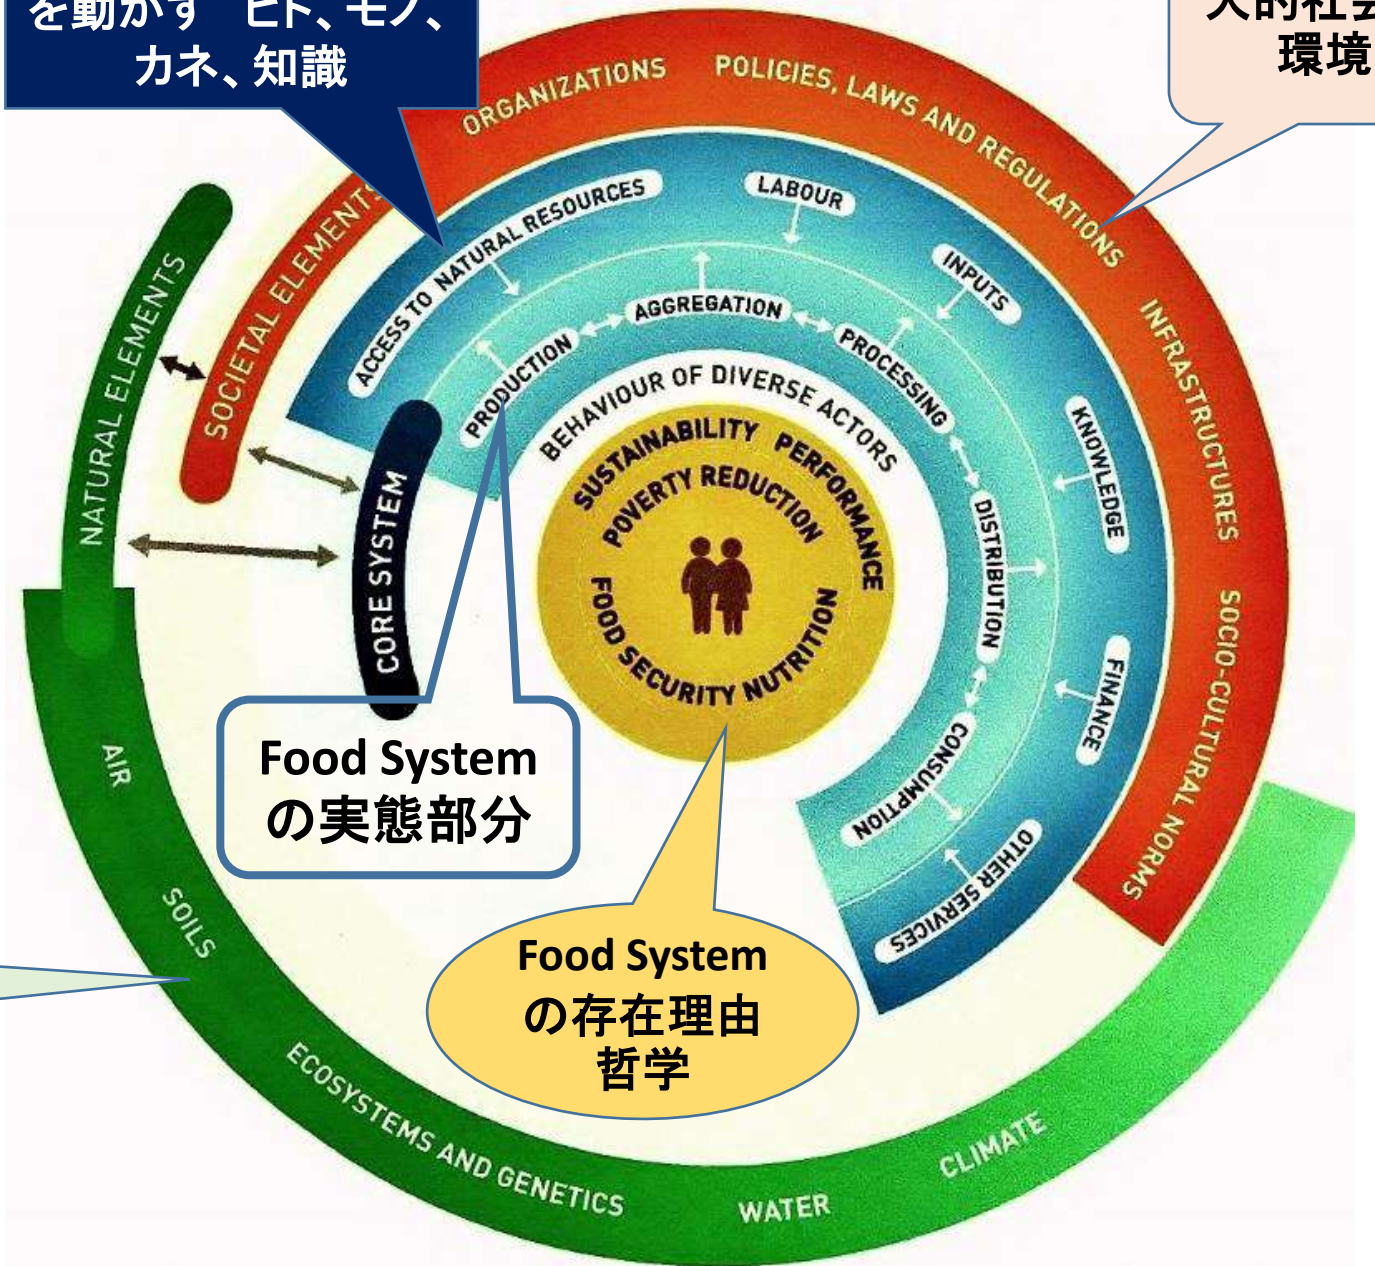 を動かす ヒト、モノ、
カネ、知識
人的社会
環境
ORGANIZATIONS
POLICIES, LAWS AND REGULATIONS
INFRASTRUCTURES
SOCIO-CULTURAL NORMS
SOCIETAL ELEMENTS
NATURAL ELEMENTS
CORE SYSTEM
ACCESS TO NATURAL RESOURCES
LABOUR
INPUTS
KNOWLEDGE
FINANCE
OTHER SERVICES
PRODUCTION
AGGREGATION
PROCESSING
DISTRIBUTION
CONSUMPTION
BEHAVIOUR OF DIVERSE ACTORS
SUSTAINABILITY PERFORMANCE
POVERTY REDUCTION
FOOD SECURITY NUTRITION
Food System
の実態部分
Food System
の存在理由
哲学
AIR
SOILS
ECOSYSTEMS AND GENETICS
WATER
CLIMATE